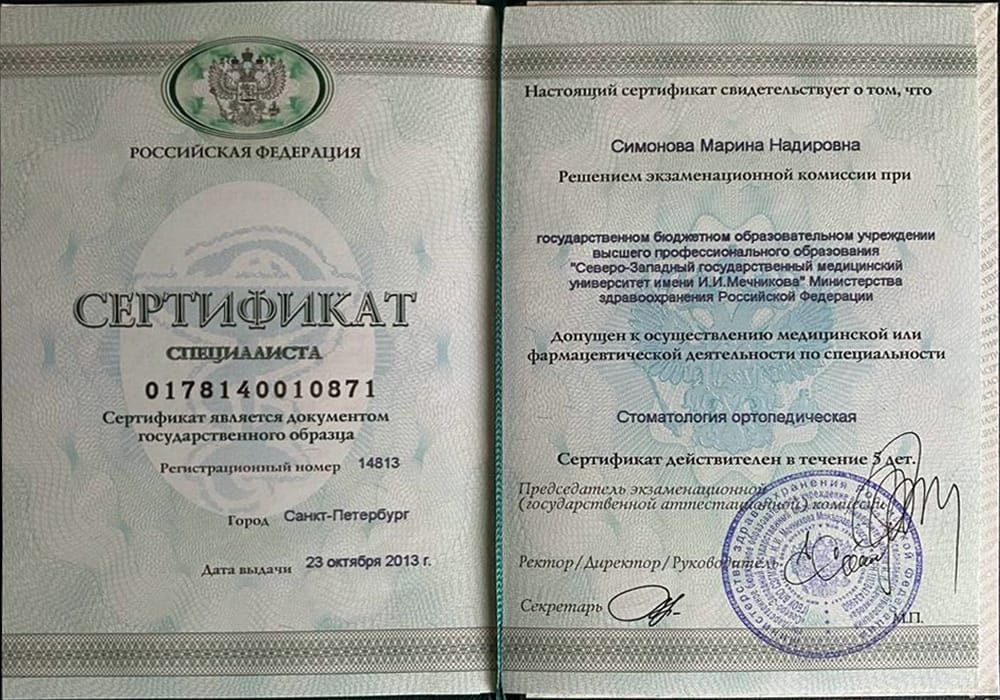 РОССИЙСКАЯ ФЕДЕРАЦИЯ
СЕРТИФИКАТ
СПЕЦИАЛИСТА
0178140010871
Сертификат является документом
государственного образца
Регистрационный номер 14813
Город Санкт-Петербург
Дата выдачи 23 октября 2013 г.
Настоящий сертификат свидетельствует о том, что
Симонова Марина Надировна
Решением экзаменационной комиссии при
государственном бюджетном образовательном учреждении
высшего профессионального образования
"Северо-Западный государственный медицинский
университет имени И.И.Мечникова" Министерства
здравоохранения Российской Федерации
Допущен к осуществлению медицинской или
фармацевтической деятельности по специальности
Стоматология ортопедическая
Сертификат действителен в течение 5 лет.
Председатель экзаменационной
(государственной аттестационной) комиссии
Ректор/Директор/Руководитель
Секретарь
М.П.